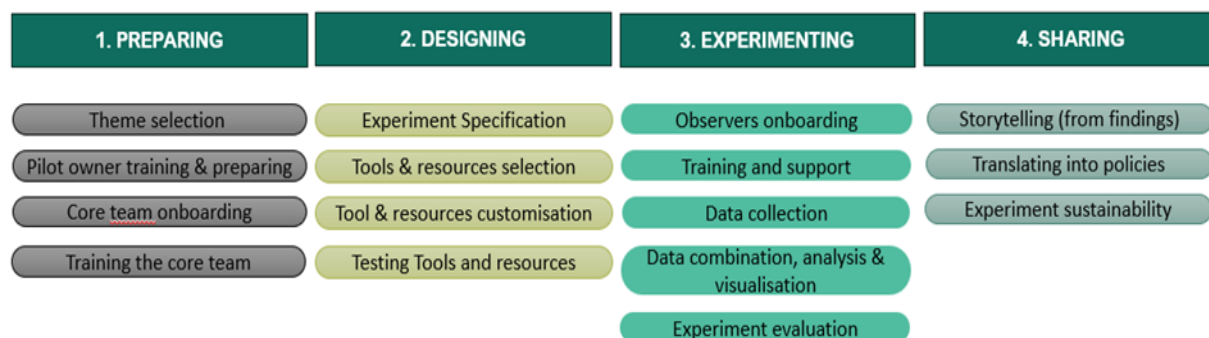 1. PREPARING
Theme selection
Pilot owner training & preparing
Core team onboarding
Training the core team
2. DESIGNING
Experiment Specification
Tools & resources selection
Tool & resources customisation
Testing Tools and resources
3. EXPERIMENTING
Observers onboarding
Training and support
Data collection
Data combination, analysis &
visualisation
Experiment evaluation
4. SHARING
Storytelling (from findings)
Translating into policies
Experiment sustainability